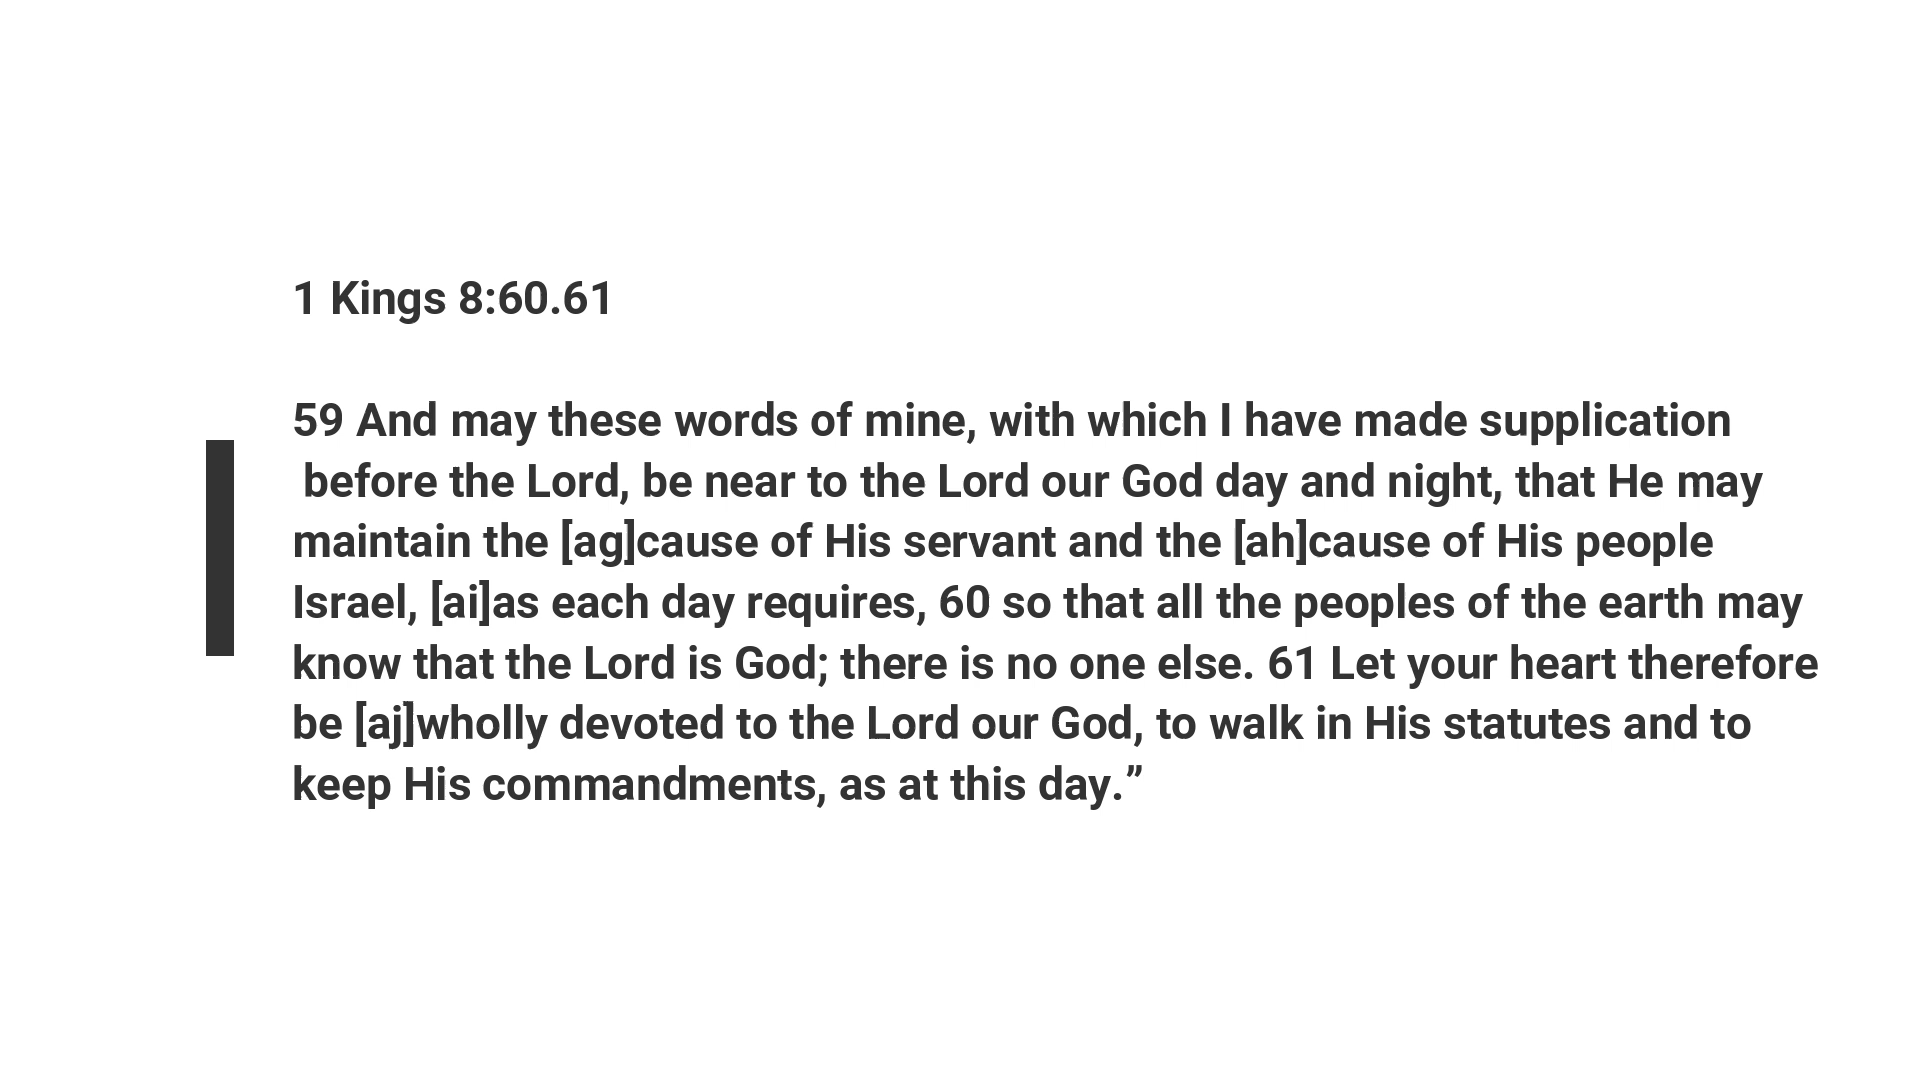 1 Kings 8:60.61
59 And may these words of mine, with which I have made supplication
before the Lord, be near to the Lord our God day and night, that He may
maintain the [ag]cause of His servant and the [ah]cause of His people
Israel, [ai]as each day requires, 60 so that all the peoples of the earth may
know that the Lord is God; there is no one else. 61 Let your heart therefore
be [aj]wholly devoted to the Lord our God, to walk in His statutes and to
keep His commandments, as at this day.”